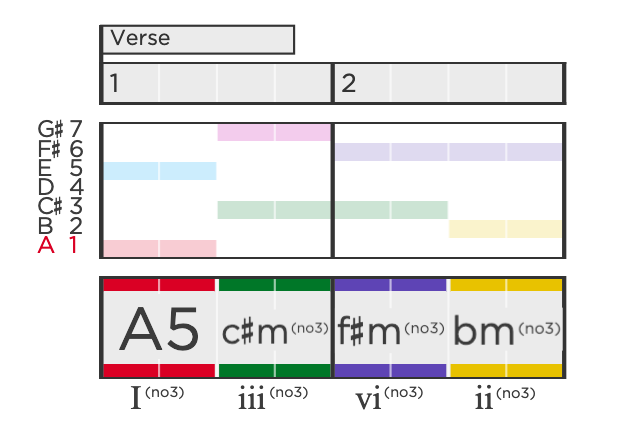 Verse
1 2
G♯ 7
F♯ 6
E 5
D 4
C♯ 3
B 2
A 1
A5 c♯m(no3) f♯m(no3) bm(no3)
I(no3) iii(no3) vi(no3) ii(no3)